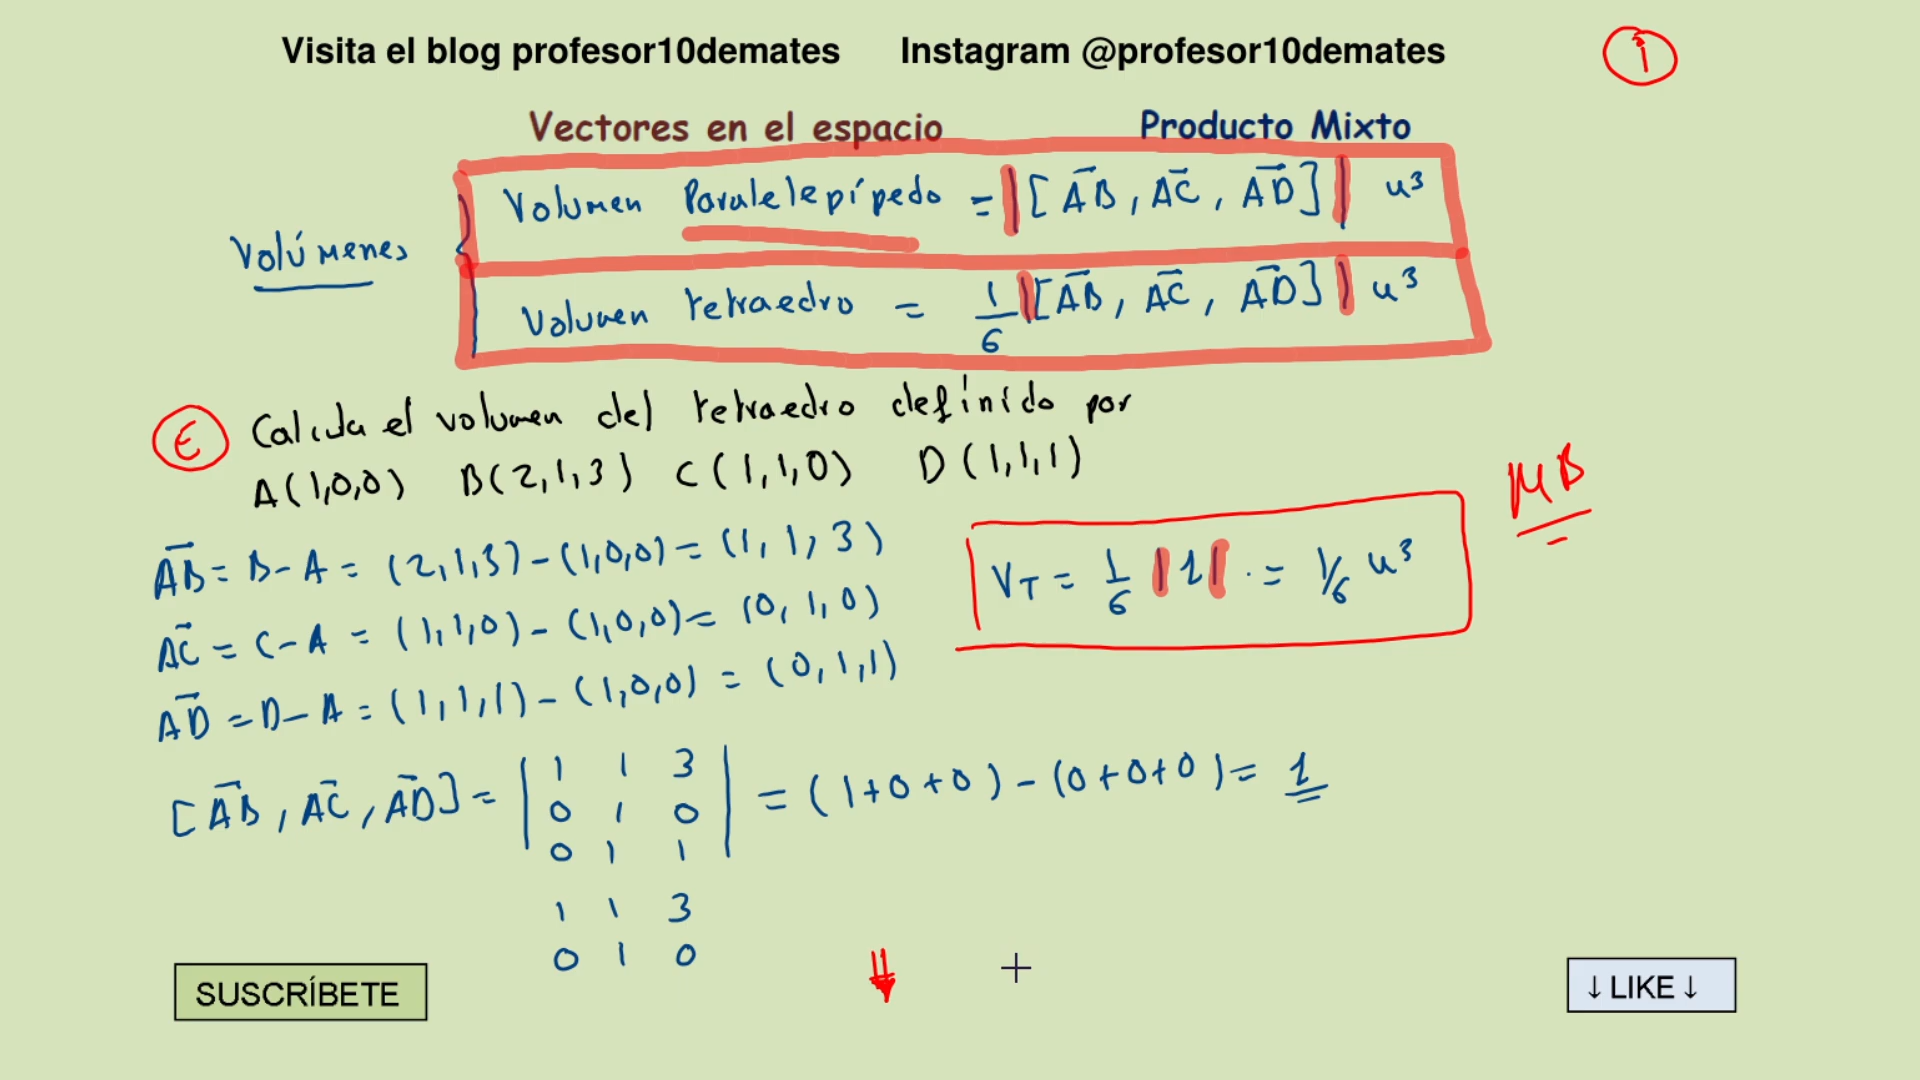 Visita el blog profesor10demates Instagram @profesor10demates
i
Vectores en el espacio Producto Mixto
Volúmenes
Volumen Paralelepípedo = |[AB, AC, AD]| u³
Volumen tetraedro = 1/6 |[AB, AC, AD]| u³
E Calcula el volumen del tetraedro definido por
A(1,0,0) B(2,1,3) C(1,1,0) D(1,1,1)
AB = B - A = (2,1,3) - (1,0,0) = (1,1,3)
AC = C - A = (1,1,0) - (1,0,0) = (0,1,0)
AD = D - A = (1,1,1) - (1,0,0) = (0,1,1)
V_T = 1/6 |1| · = 1/6 u³
MB
[AB, AC, AD] = | 1 1 3 | = (1+0+0) - (0+0+0) = 1
0 1 0
0 1 1
1 1 3
0 1 0
SUSCRÍBETE
↓ LIKE ↓